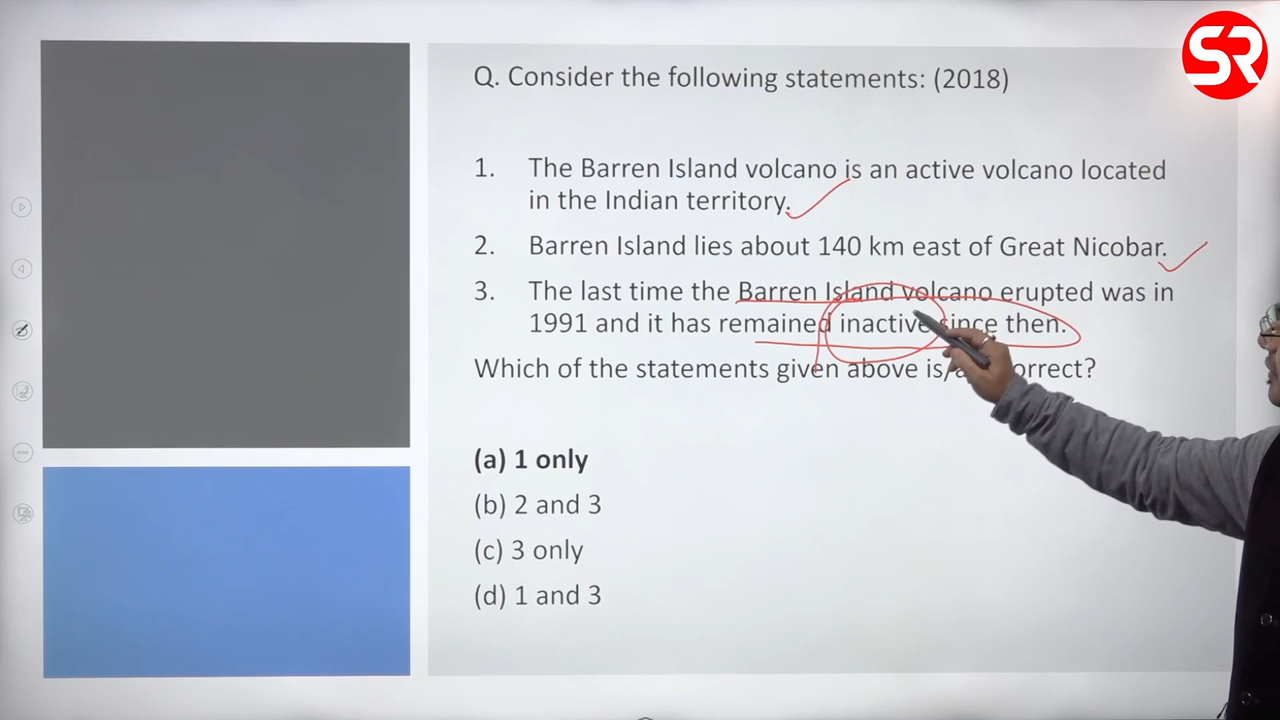 SR
Q. Consider the following statements: (2018)
1. The Barren Island volcano is an active volcano located
in the Indian territory.
2. Barren Island lies about 140 km east of Great Nicobar.
3. The last time the Barren Island volcano erupted was in
1991 and it has remained inactive since then.
Which of the statements given above is/ correct?
(a) 1 only
(b) 2 and 3
(c) 3 only
(d) 1 and 3